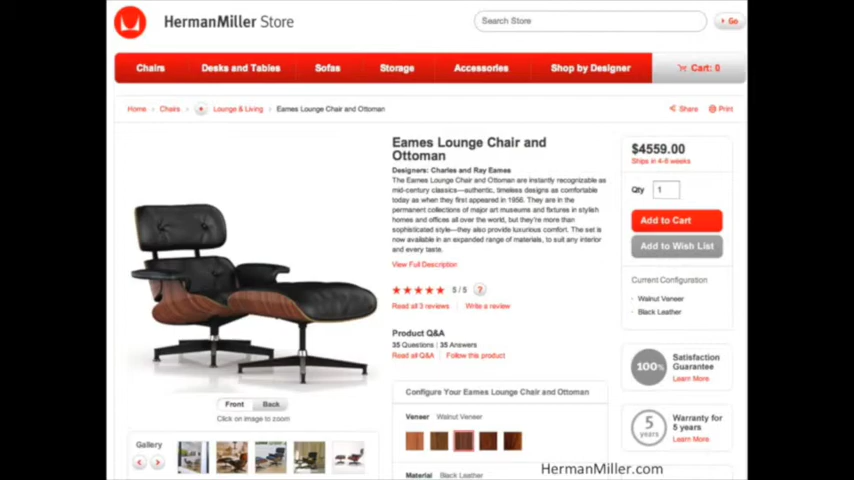 HermanMiller Store
Search Store
Go
Chairs
Desks and Tables
Sofas
Storage
Accessories
Shop by Designer
Cart: 0
Home › Chairs › Lounge & Living › Eames Lounge Chair and Ottoman
Share
Print
Eames Lounge Chair and
Ottoman
Designers: Charles and Ray Eames
The Eames Lounge Chair and Ottoman are instantly recognizable as
mid-century classics—authentic, timeless designs as comfortable
today as when they first appeared in 1956. They are in the
permanent collections of major art museums and fixtures in stylish
homes and offices all over the world, but they're more than
sophisticated style—they also provide luxurious comfort. The set is
now available in an expanded range of materials, to suit any interior
and every taste.
View Full Description
5 / 5
?
Read all 3 reviews
Write a review
Product Q&A
35 Questions | 35 Answers
Read all Q&A
Follow this product
Configure Your Eames Lounge Chair and Ottoman
Veneer Walnut Veneer
Material Black Leather
$4559.00
Ships in 4-6 weeks
Qty 1
Add to Cart
Add to Wish List
Current Configuration
Walnut Veneer
Black Leather
100%
Satisfaction
Guarantee
Learn More
5
years
Warranty for
5 years
Learn More
Front
Back
Click on image to zoom
Gallery
HermanMiller.com